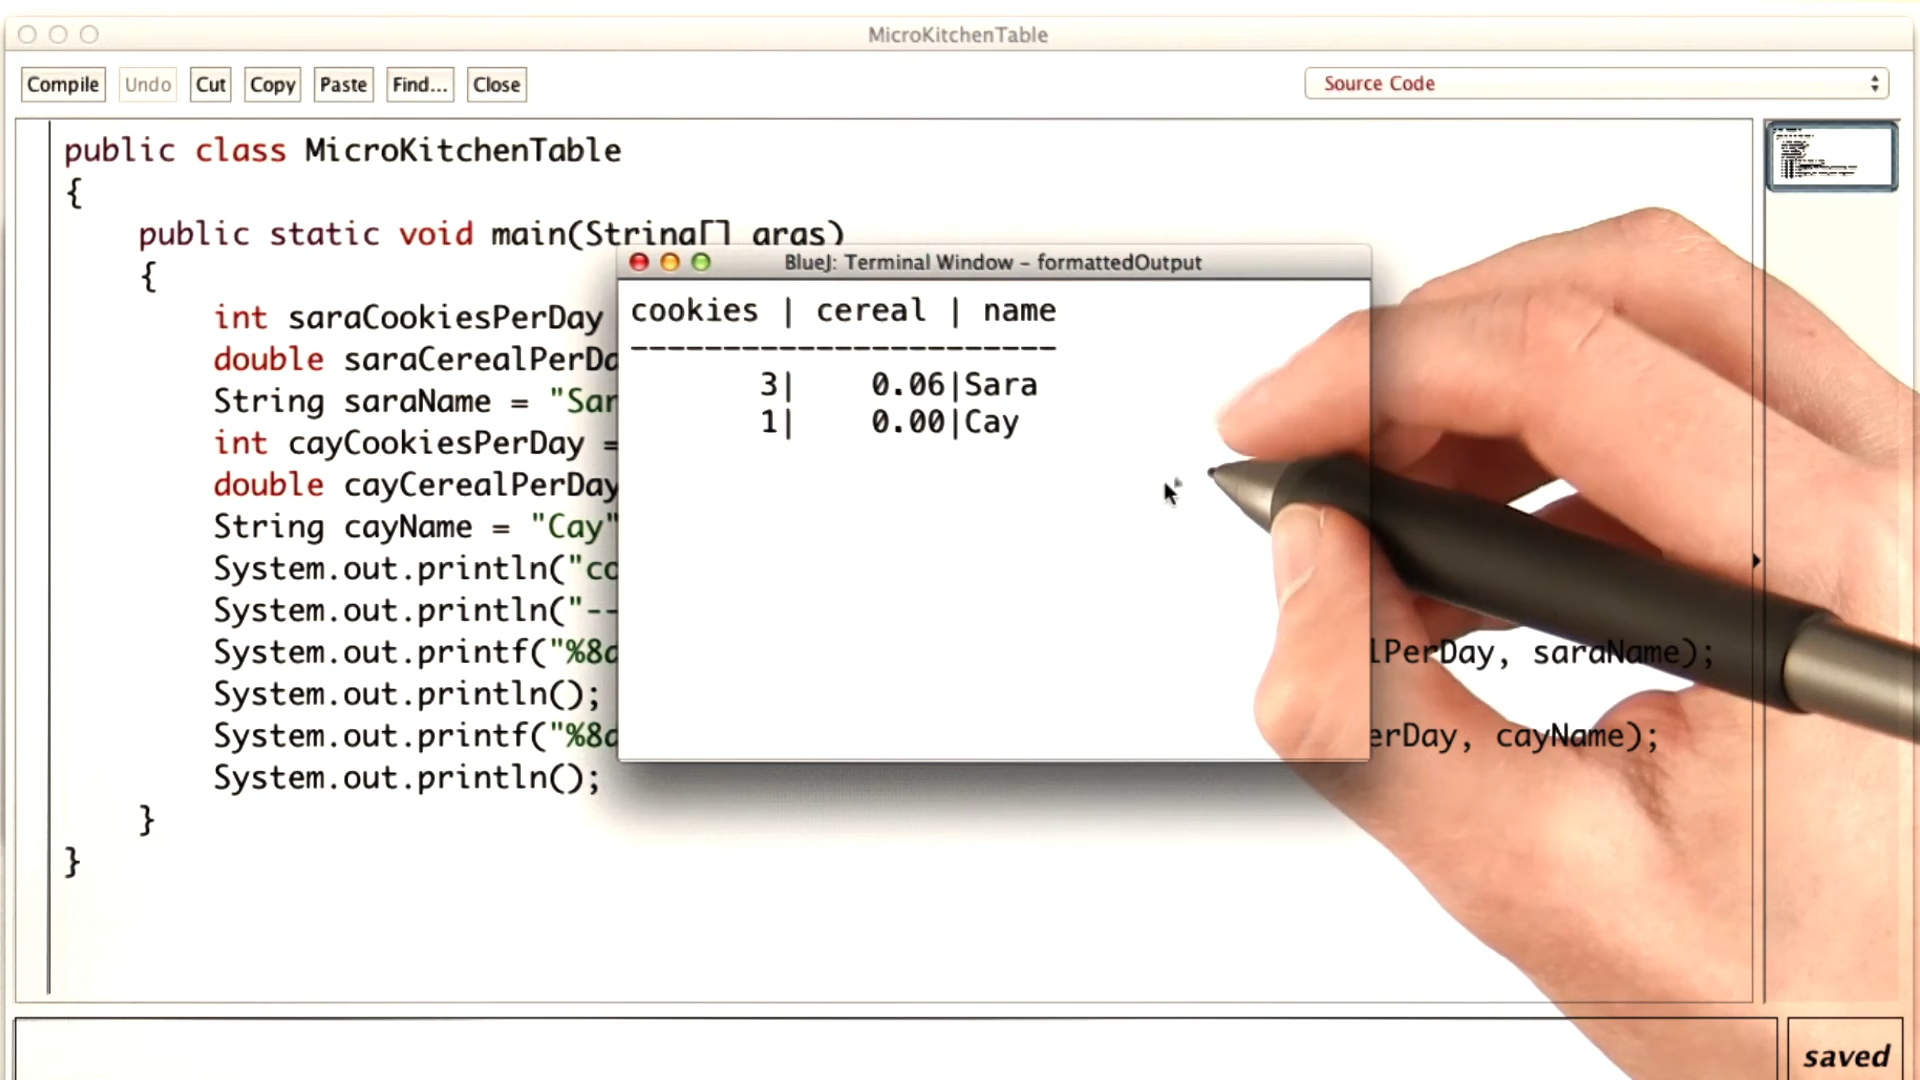 MicroKitchenTable
Compile Undo Cut Copy Paste Find... Close Source Code
public class MicroKitchenTable
{
public static void main(String[] args)
{
int saraCookiesPerDay
double saraCerealPerDa
String saraName = "Sar
int cayCookiesPerDay =
double cayCerealPerDay
String cayName = "Cay"
System.out.println("co
System.out.println("--
System.out.printf("%8d lPerDay, saraName);
System.out.println();
System.out.printf("%8d erDay, cayName);
System.out.println();
}
}
BlueJ: Terminal Window – formattedOutput
cookies | cereal | name
-----------------------
3| 0.06|Sara
1| 0.00|Cay
saved